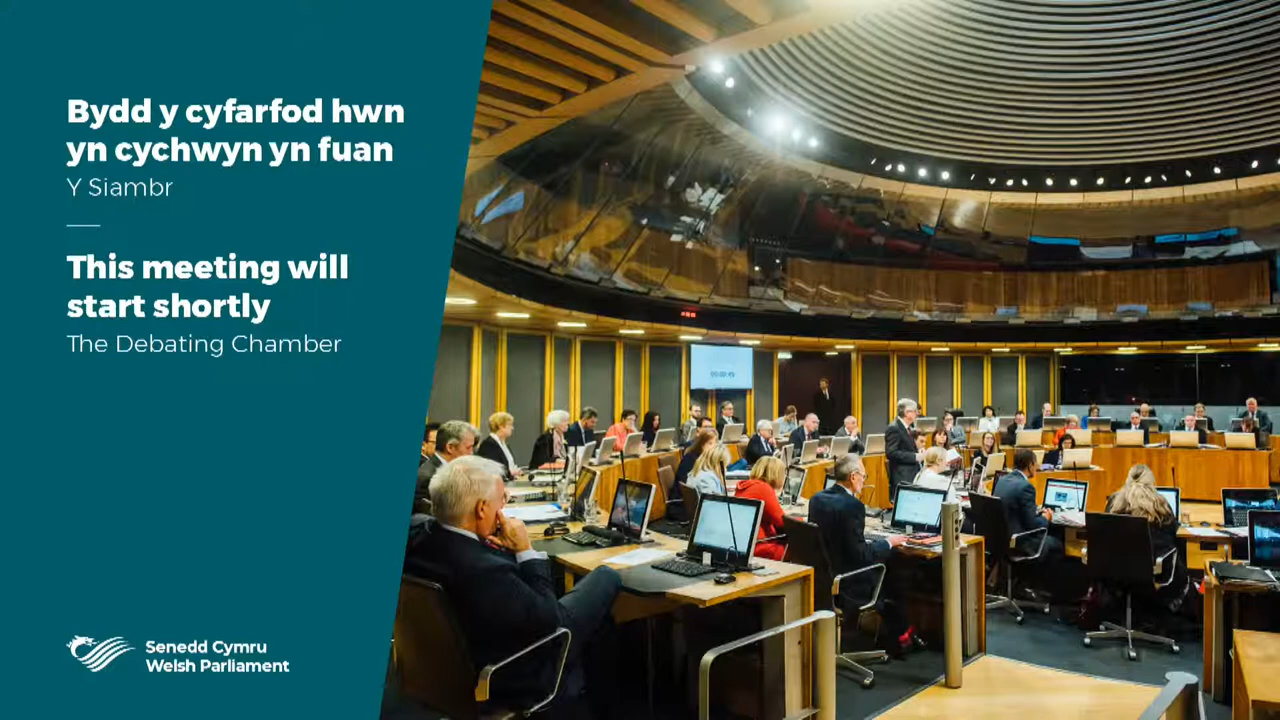 Bydd y cyfarfod hwn
yn cychwyn yn fuan
Y Siambr
This meeting will
start shortly
The Debating Chamber
Senedd Cymru
Welsh Parliament